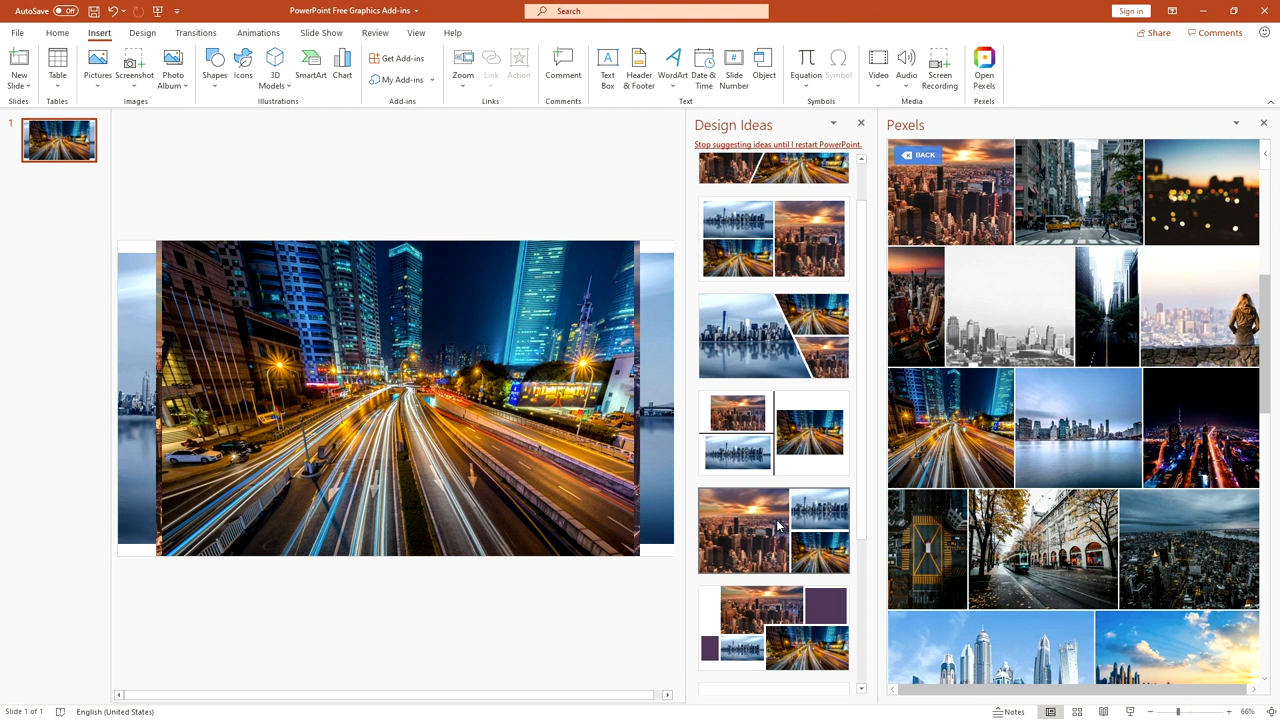 AutoSave Off PowerPoint Free Graphics Add-ins Search Sign in
File Home Insert Design Transitions Animations Slide Show Review View Help Share Comments
New Slide Table Pictures Screenshot Photo Album Shapes Icons 3D Models SmartArt Chart Get Add-ins My Add-ins Zoom Link Action Comment Text Box Header & Footer WordArt Date & Time Slide Number Object Equation Symbol Video Audio Screen Recording Open Pexels
Slides Tables Images Illustrations Add-ins Links Comments Text Symbols Media Pexels
1
Design Ideas
Stop suggesting ideas until I restart PowerPoint.
Pexels
BACK
Slide 1 of 1 English (United States) Notes 66%